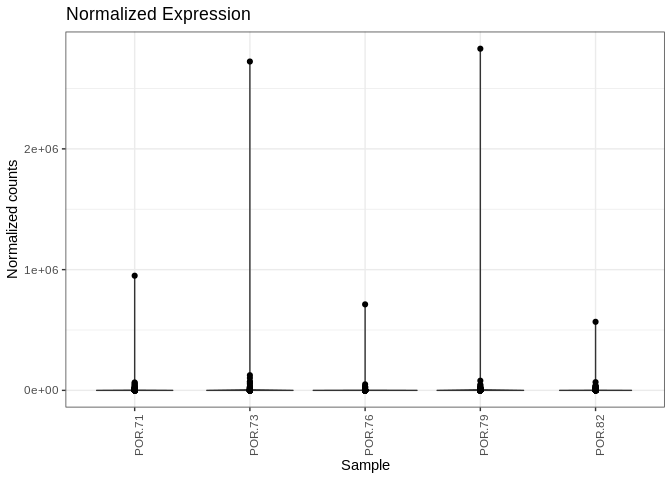 Normalized Expression
Normalized counts
2e+06
1e+06
0e+00
POR.71
POR.73
POR.76
POR.79
POR.82
Sample